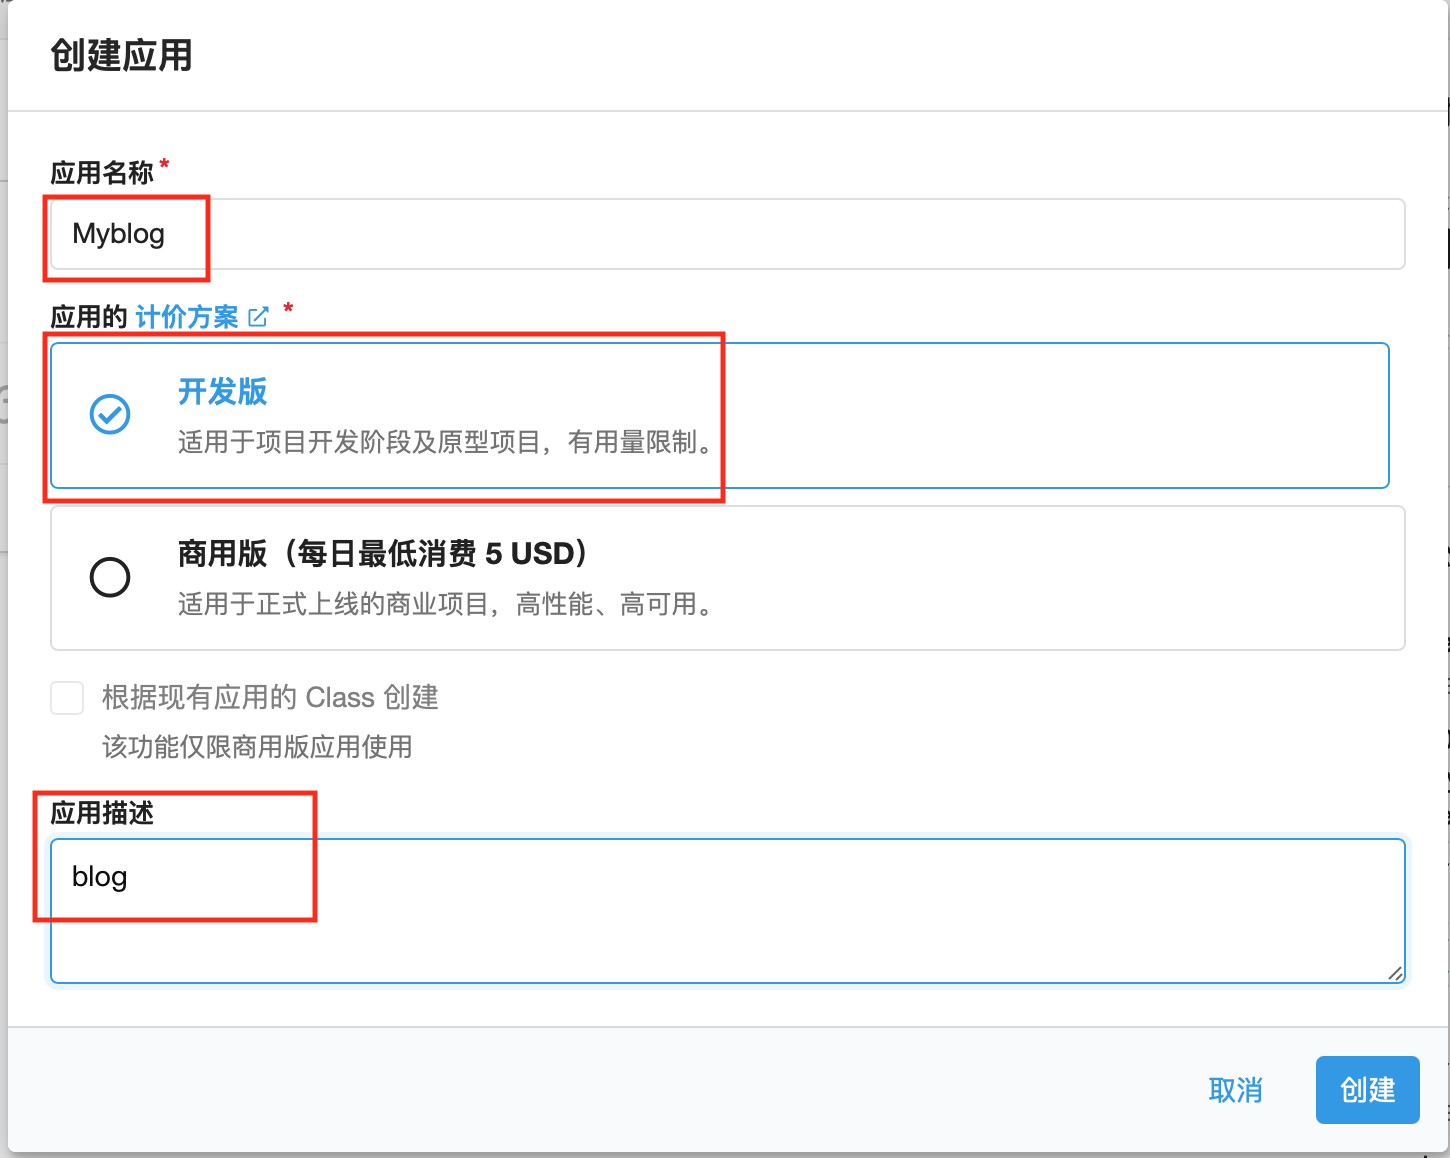 创建应用
应用名称*
Myblog
应用的 计价方案 *
开发版
适用于项目开发阶段及原型项目，有用量限制。
商用版（每日最低消费 5 USD）
适用于正式上线的商业项目，高性能、高可用。
根据现有应用的 Class 创建
该功能仅限商用版应用使用
应用描述
blog
取消
创建